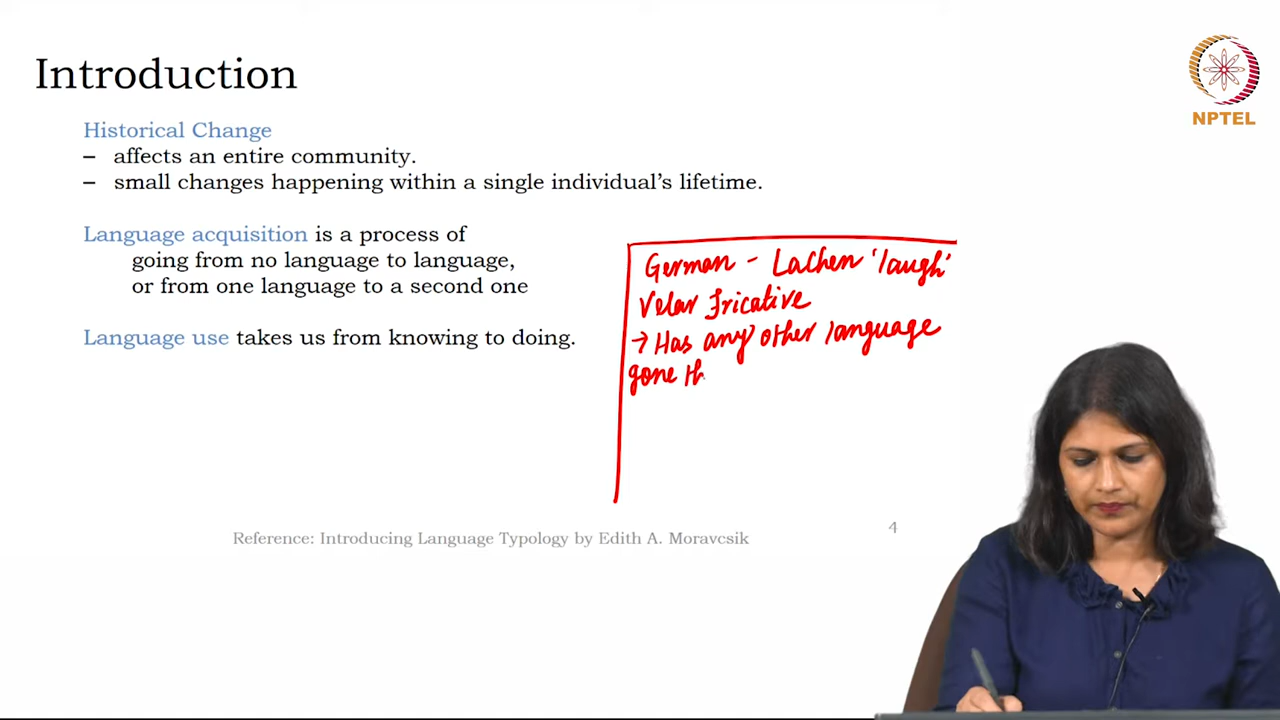 Introduction
NPTEL
Historical Change
– affects an entire community.
– small changes happening within a single individual's lifetime.
Language acquisition is a process of
going from no language to language,
or from one language to a second one
Language use takes us from knowing to doing.
German - Lachen 'laugh'
Velar fricative
→ Has any other language
gone th
4
Reference: Introducing Language Typology by Edith A. Moravcsik